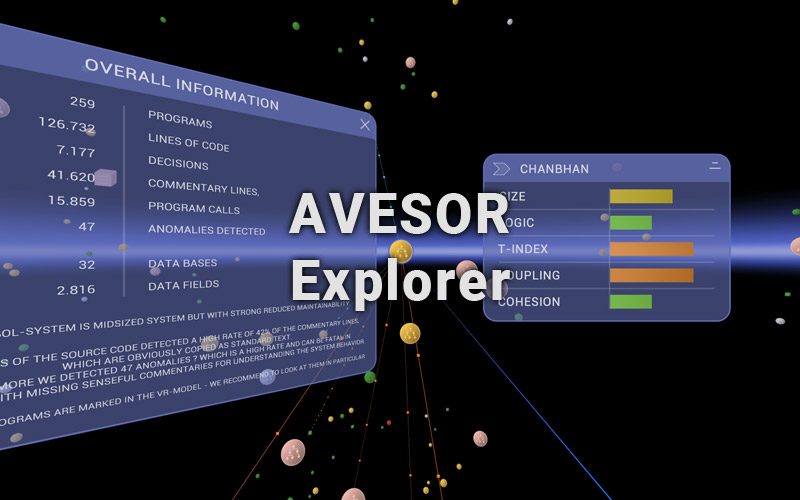 OVERALL INFORMATION
259 PROGRAMS
126.732 LINES OF CODE
7.177 DECISIONS
41.620 COMMENTARY LINES,
15.859 PROGRAM CALLS
47 ANOMALIES DETECTED
32 DATA BASES
2.816 DATA FIELDS
OL-SYSTEM IS MIDSIZED SYSTEM BUT WITH STRONG REDUCED MAINTAINABILITY.
S OF THE SOURCE CODE DETECTED A HIGH RATE OF 42% OF THE COMMENTARY LINES,
WHICH ARE OBVIOUSLY COPIED AS STANDARD TEXT.
MORE WE DETECTED 47 ANOMALIES ? WHICH IS A HIGH RATE AND CAN BE FATAL IN
ITH MISSING SENSEFUL COMMENTARIES FOR UNDERSTANDING THE SYSTEM BEHAVIOR.
OGRAMS ARE MARKED IN THE VR-MODEL - WE RECOMMEND TO LOOK AT THEM IN PARTICULAR
AVESOR
Explorer
CHANBHAN
SIZE
LOGIC
T-INDEX
COUPLING
COHESION